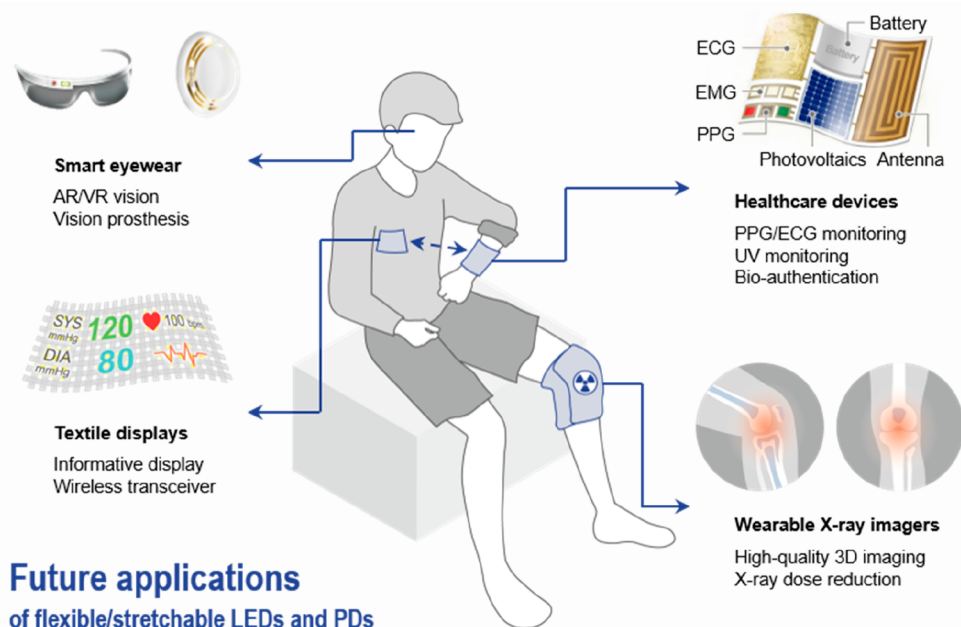 Smart eyewear
AR/VR vision
Vision prosthesis
SYS
mmHg
120
100 bpm
DIA
mmHg
80
Textile displays
Informative display
Wireless transceiver
Battery
ECG
Battery
EMG
PPG
Photovoltaics
Antenna
Healthcare devices
PPG/ECG monitoring
UV monitoring
Bio-authentication
Wearable X-ray imagers
High-quality 3D imaging
X-ray dose reduction
Future applications
of flexible/stretchable LEDs and PDs